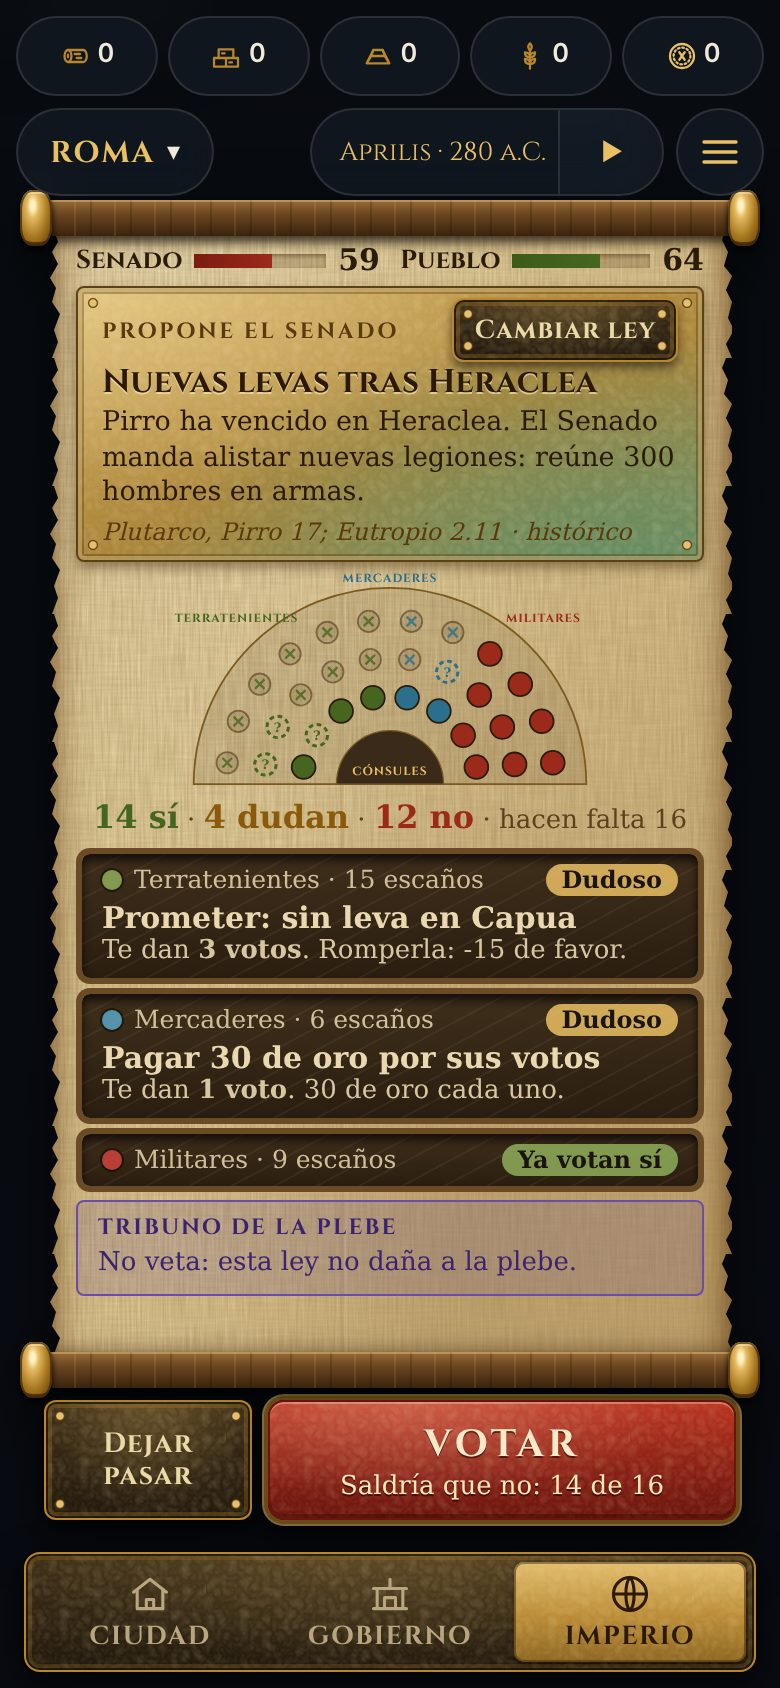 0 0 0 0 0
ROMA ▾
Aprilis · 280 a.C.
Senado 59 Pueblo 64
PROPONE EL SENADO
Cambiar ley
Nuevas levas tras Heraclea
Pirro ha vencido en Heraclea. El Senado
manda alistar nuevas legiones: reúne 300
hombres en armas.
Plutarco, Pirro 17; Eutropio 2.11 · histórico
MERCADERES
TERRATENIENTES
MILITARES
?
? ?
?
CÓNSULES
14 sí · 4 dudan · 12 no · hacen falta 16
Terratenientes · 15 escaños Dudoso
Prometer: sin leva en Capua
Te dan 3 votos. Romperla: -15 de favor.
Mercaderes · 6 escaños Dudoso
Pagar 30 de oro por sus votos
Te dan 1 voto. 30 de oro cada uno.
Militares · 9 escaños Ya votan sí
TRIBUNO DE LA PLEBE
No veta: esta ley no daña a la plebe.
Dejar
pasar
VOTAR
Saldría que no: 14 de 16
CIUDAD GOBIERNO IMPERIO